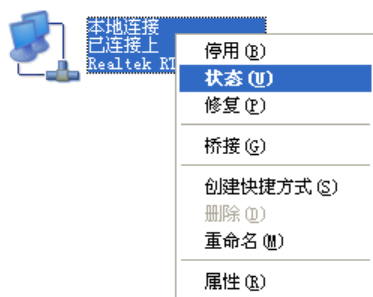 本地连接
已连接上
Realtek RT
停用(B)
状态(U)
修复(P)
桥接(G)
创建快捷方式(S)
删除(D)
重命名(M)
属性(R)